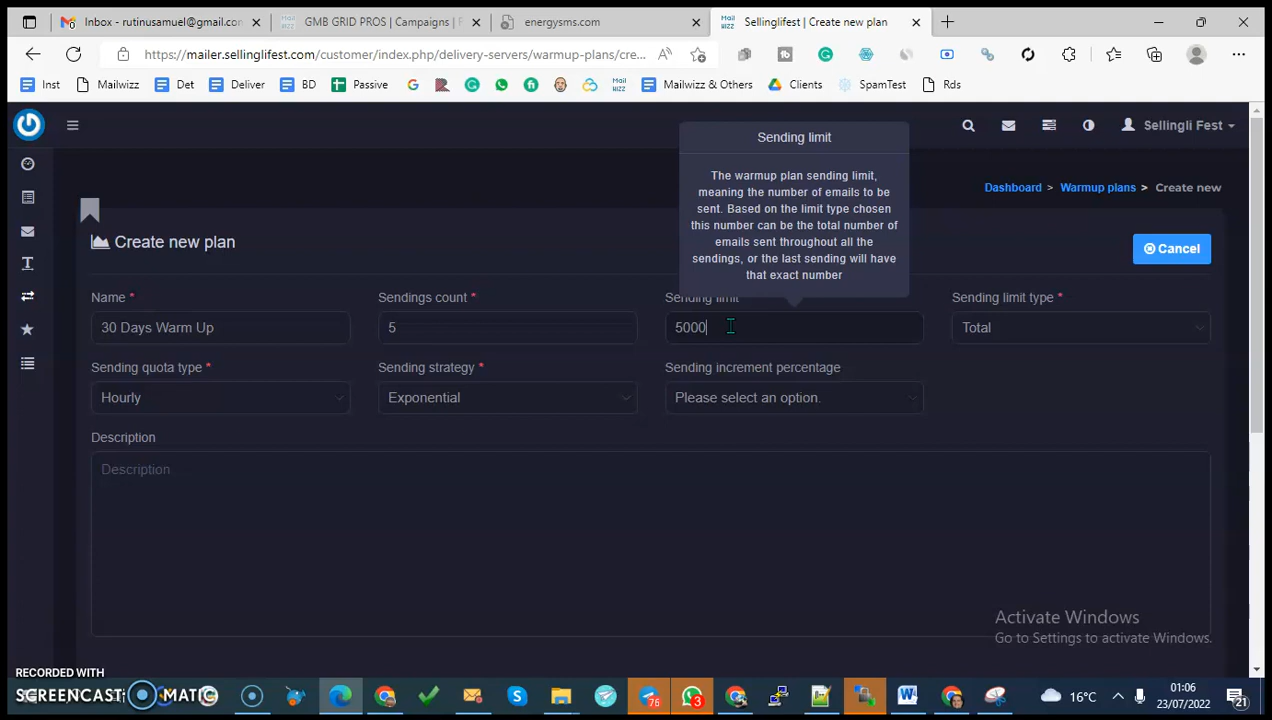 Inbox - rutinusamuel@gmail.con
GMB GRID PROS | Campaigns |
energysms.com
Sellinglifest | Create new plan
https://mailer.sellinglifest.com/customer/index.php/delivery-servers/warmup-plans/cre...
Inst
Mailwizz
Det
Deliver
BD
Passive
Mailwizz & Others
Clients
SpamTest
Rds
Sellingli Fest
Sending limit
The warmup plan sending limit,
meaning the number of emails to be
sent. Based on the limit type chosen
this number can be the total number of
emails sent throughout all the
sendings, or the last sending will have
that exact number
Dashboard > Warmup plans > Create new
Create new plan
Cancel
Name *
Sendings count *
Sending limit
Sending limit type *
30 Days Warm Up
5
5000
Total
Sending quota type *
Sending strategy *
Sending increment percentage
Hourly
Exponential
Please select an option.
Description
Description
Activate Windows
Go to Settings to activate Windows.
RECORDED WITH
SCREENCAST MATIC
76
3
16°C
01:06
23/07/2022
21